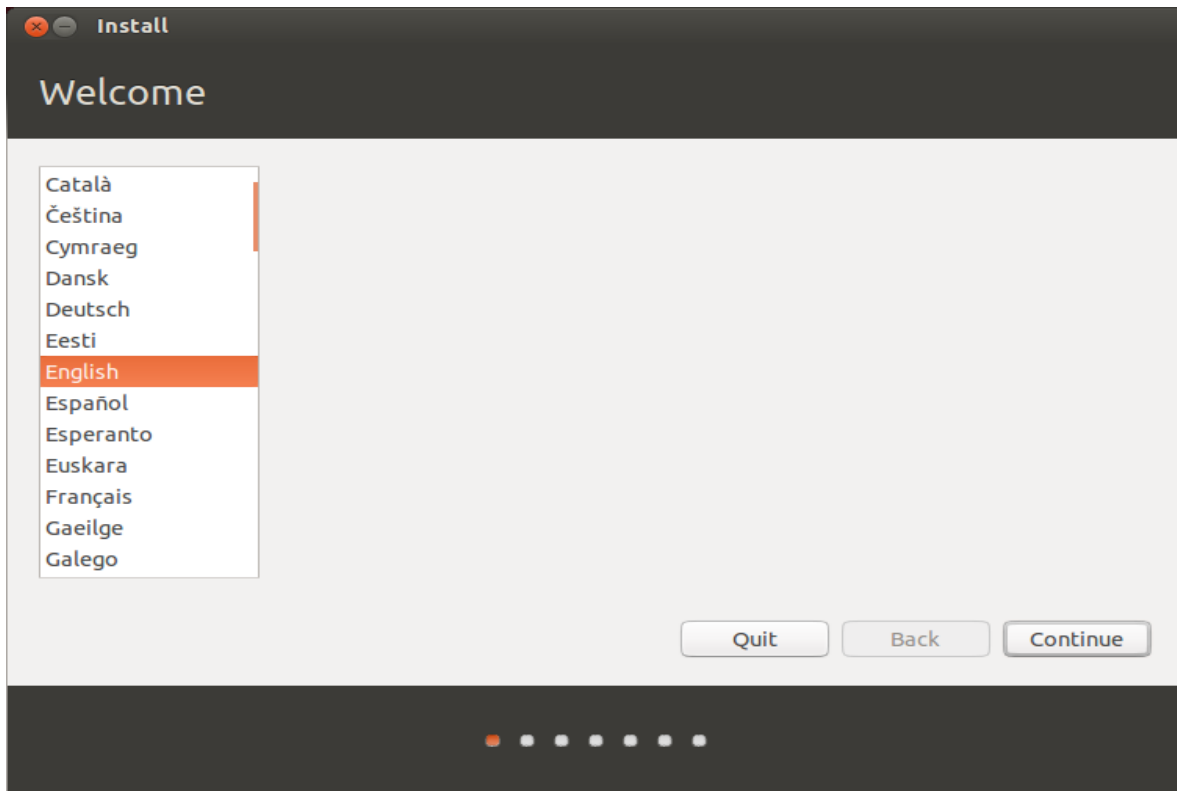 Install
Welcome
Català
Čeština
Cymraeg
Dansk
Deutsch
Eesti
English
Español
Esperanto
Euskara
Français
Gaeilge
Galego
Quit Back Continue